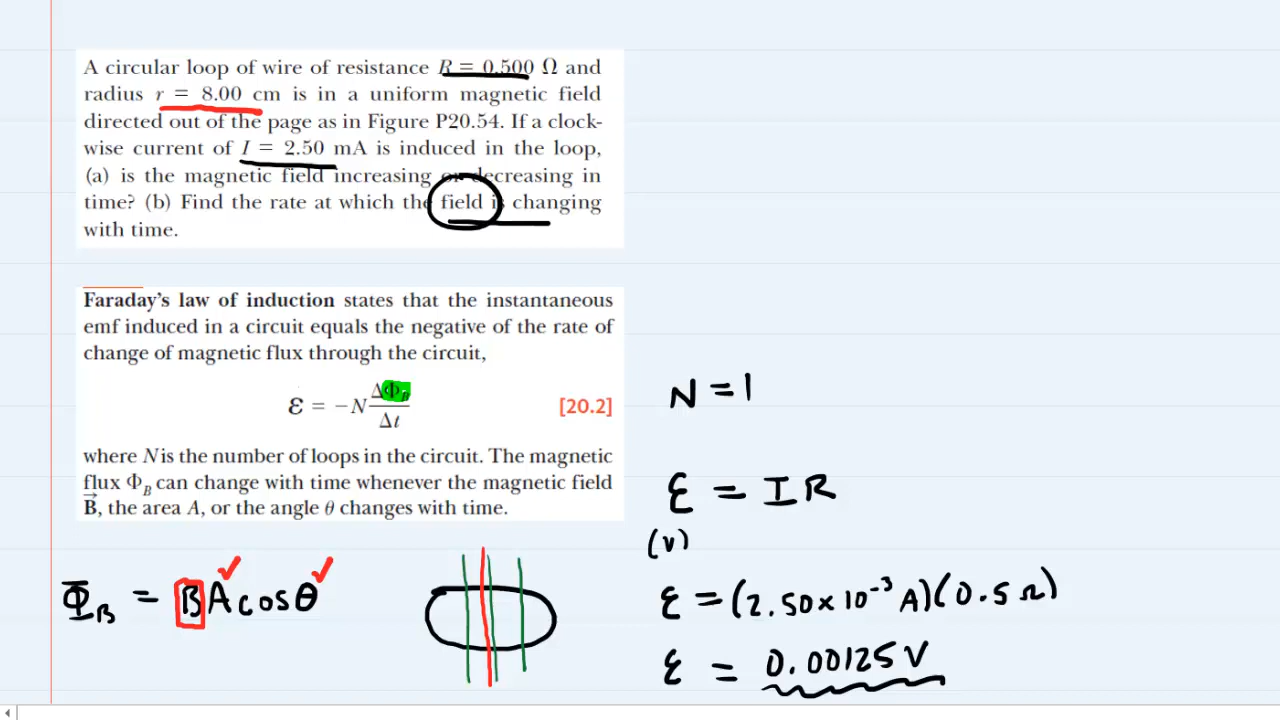 A circular loop of wire of resistance R = 0.500 Ω and
radius r = 8.00 cm is in a uniform magnetic field
directed out of the page as in Figure P20.54. If a clock-
wise current of I = 2.50 mA is induced in the loop,
(a) is the magnetic field increasing or decreasing in
time? (b) Find the rate at which the field is changing
with time.
Faraday's law of induction states that the instantaneous
emf induced in a circuit equals the negative of the rate of
change of magnetic flux through the circuit,
ε = −N ΔΦ_B/Δt [20.2]
where N is the number of loops in the circuit. The magnetic
flux Φ_B can change with time whenever the magnetic field
B⃗, the area A, or the angle θ changes with time.
Φ_B = BA cosθ
N = 1
ε = IR
(V)
ε = (2.50 × 10⁻³ A)(0.5 Ω)
ε = 0.00125 V